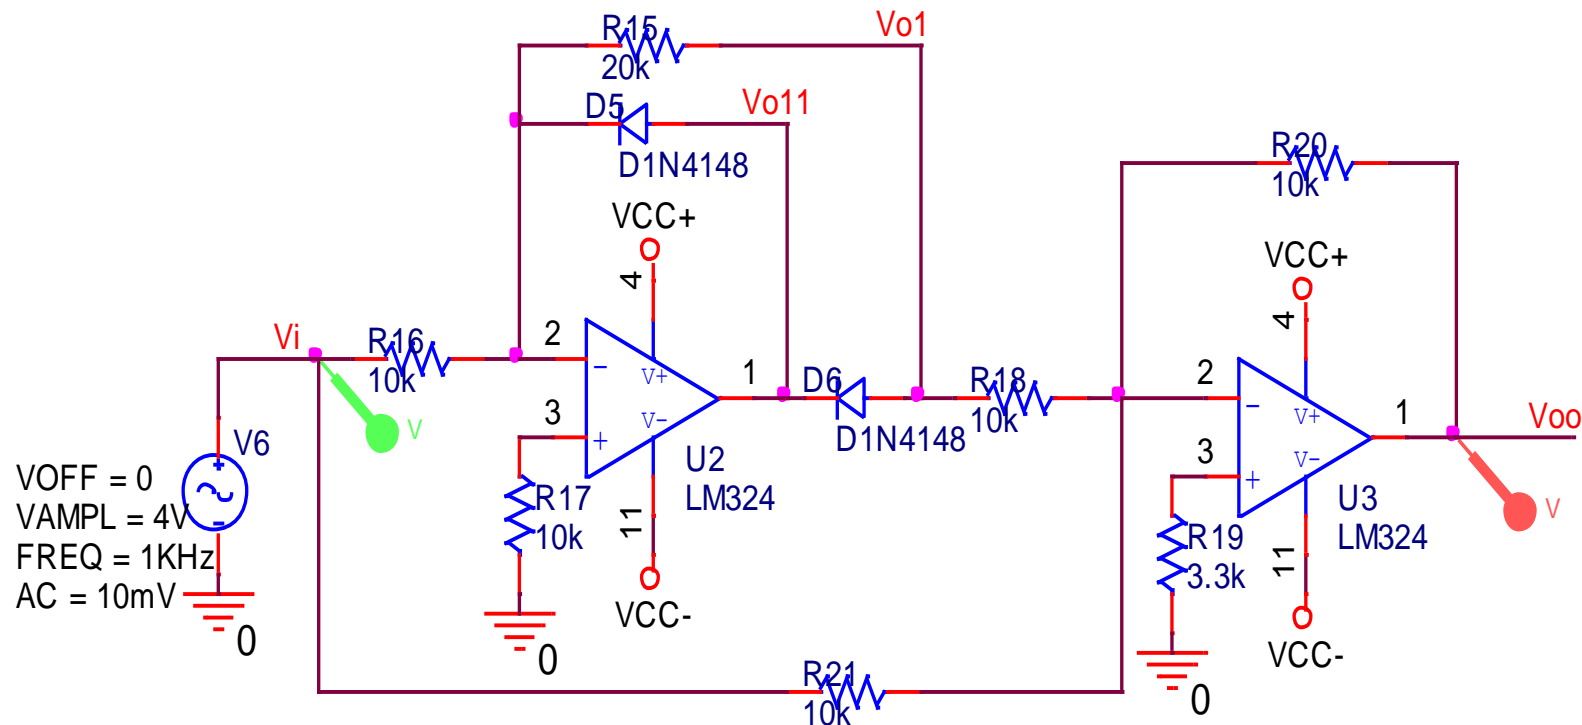 R15
20k
Vo1
D5
Vo11
D1N4148
R20
10k
VCC+
4
VCC+
4
Vi
R16
10k
2
-
V+
1
D6
R18
10k
2
-
V+
1
Voo
V
3
+
V-
D1N4148
3
+
V-
V
V6
VOFF = 0
VAMPL = 4V
FREQ = 1KHz
AC = 10mV
0
R17
10k
U2
LM324
11
VCC-
0
R19
3.3k
U3
LM324
11
VCC-
0
R21
10k